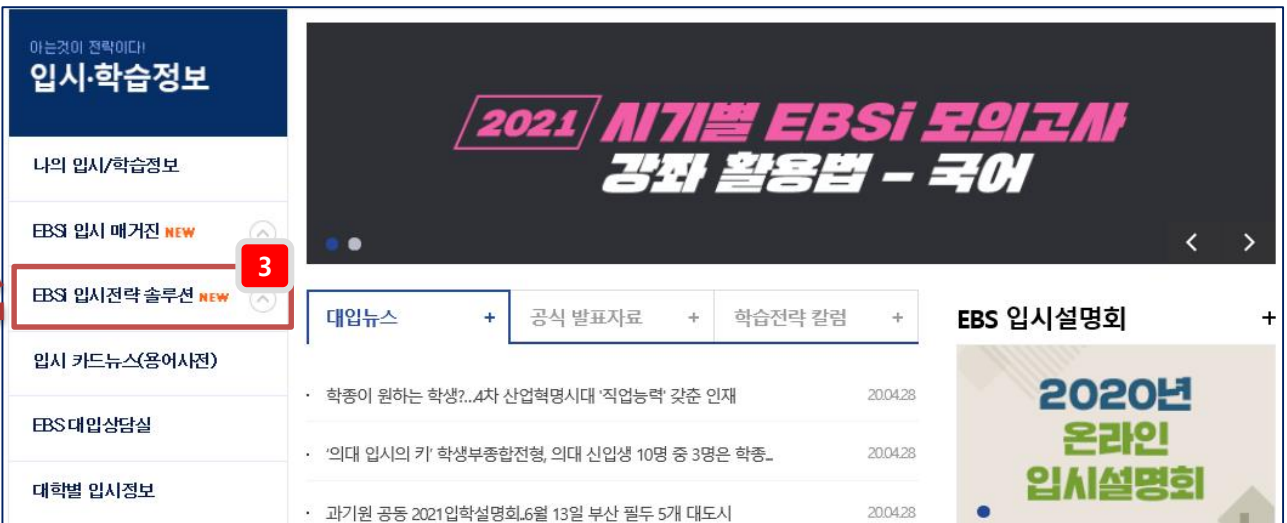 아는것이 전략이다!
입시·학습정보
나의 입시/학습정보
EBSi 입시 매거진 NEW
3
EBSi 입시전략 솔루션 NEW
입시 카드뉴스(용어사전)
EBS 대입상담실
대학별 입시정보
2021 시기별 EBSi 모의고사
강좌 활용법 – 국어
대입뉴스 +
공식 발표자료 +
학습전략 칼럼 +
· 학종이 원하는 학생?...4차 산업혁명시대 '직업능력' 갖춘 인재 20.04.28
· '의대 입시의 키' 학생부종합전형, 의대 신입생 10명 중 3명은 학종... 20.04.28
· 과기원 공동 2021입학설명회...6월 13일 부산 필두 5개 대도시 20.04.28
EBS 입시설명회 +
2020년
온라인
입시설명회